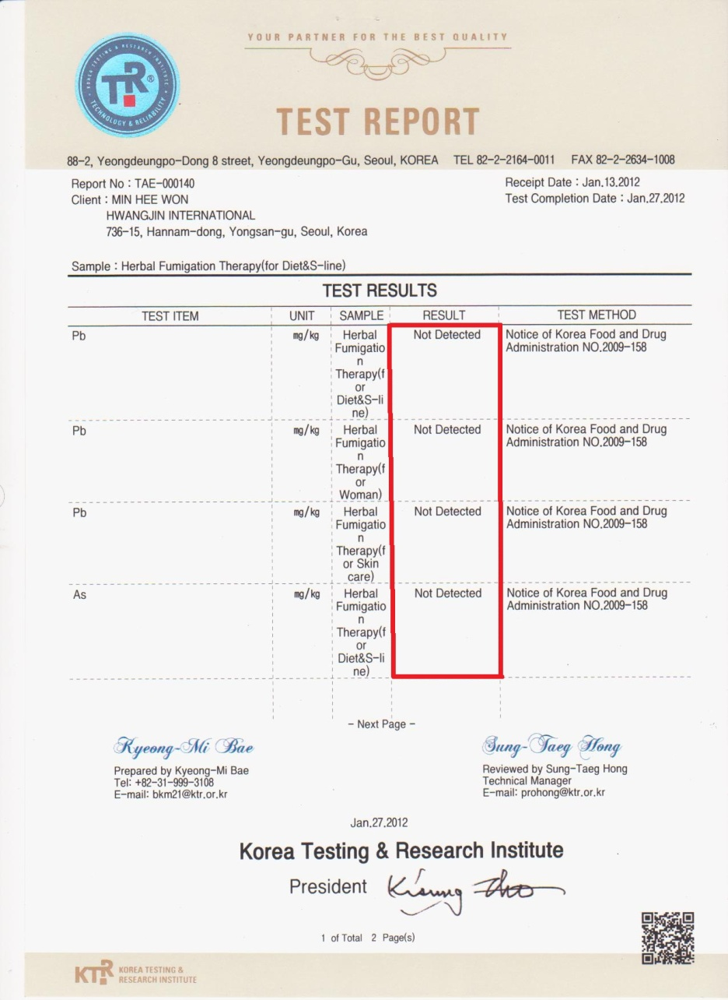 YOUR PARTNER FOR THE BEST QUALITY
KOREA TESTING & RESEARCH INSTITUTE
TR®
TECHNOLOGY & RELIABILITY
TEST REPORT
88-2, Yeongdeungpo-Dong 8 street, Yeongdeungpo-Gu, Seoul, KOREA TEL 82-2-2164-0011 FAX 82-2-2634-1008
Report No : TAE-000140
Receipt Date : Jan.13.2012
Client : MIN HEE WON
Test Completion Date : Jan.27.2012
HWANGJIN INTERNATIONAL
736-15, Hannam-dong, Yongsan-gu, Seoul, Korea
Sample : Herbal Fumigation Therapy(for Diet&S-line)
TEST RESULTS
TEST ITEM UNIT SAMPLE RESULT TEST METHOD
Pb mg/kg Herbal Not Detected Notice of Korea Food and Drug
Fumigatio Administration NO.2009-158
n
Therapy(f
or
Diet&S-li
ne)
Pb mg/kg Herbal Not Detected Notice of Korea Food and Drug
Fumigatio Administration NO.2009-158
n
Therapy(f
or
Woman)
Pb mg/kg Herbal Not Detected Notice of Korea Food and Drug
Fumigatio Administration NO.2009-158
n
Therapy(f
or Skin
care)
As mg/kg Herbal Not Detected Notice of Korea Food and Drug
Fumigatio Administration NO.2009-158
n
Therapy(f
or
Diet&S-li
ne)
- Next Page -
Kyeong-Mi Bae
Prepared by Kyeong-Mi Bae
Tel: +82-31-999-3108
E-mail: bkm21@ktr.or.kr
Sung-Taeg Hong
Reviewed by Sung-Taeg Hong
Technical Manager
E-mail: prohong@ktr.or.kr
Jan.27.2012
Korea Testing & Research Institute
President
1 of Total 2 Page(s)
KTR KOREA TESTING &
RESEARCH INSTITUTE